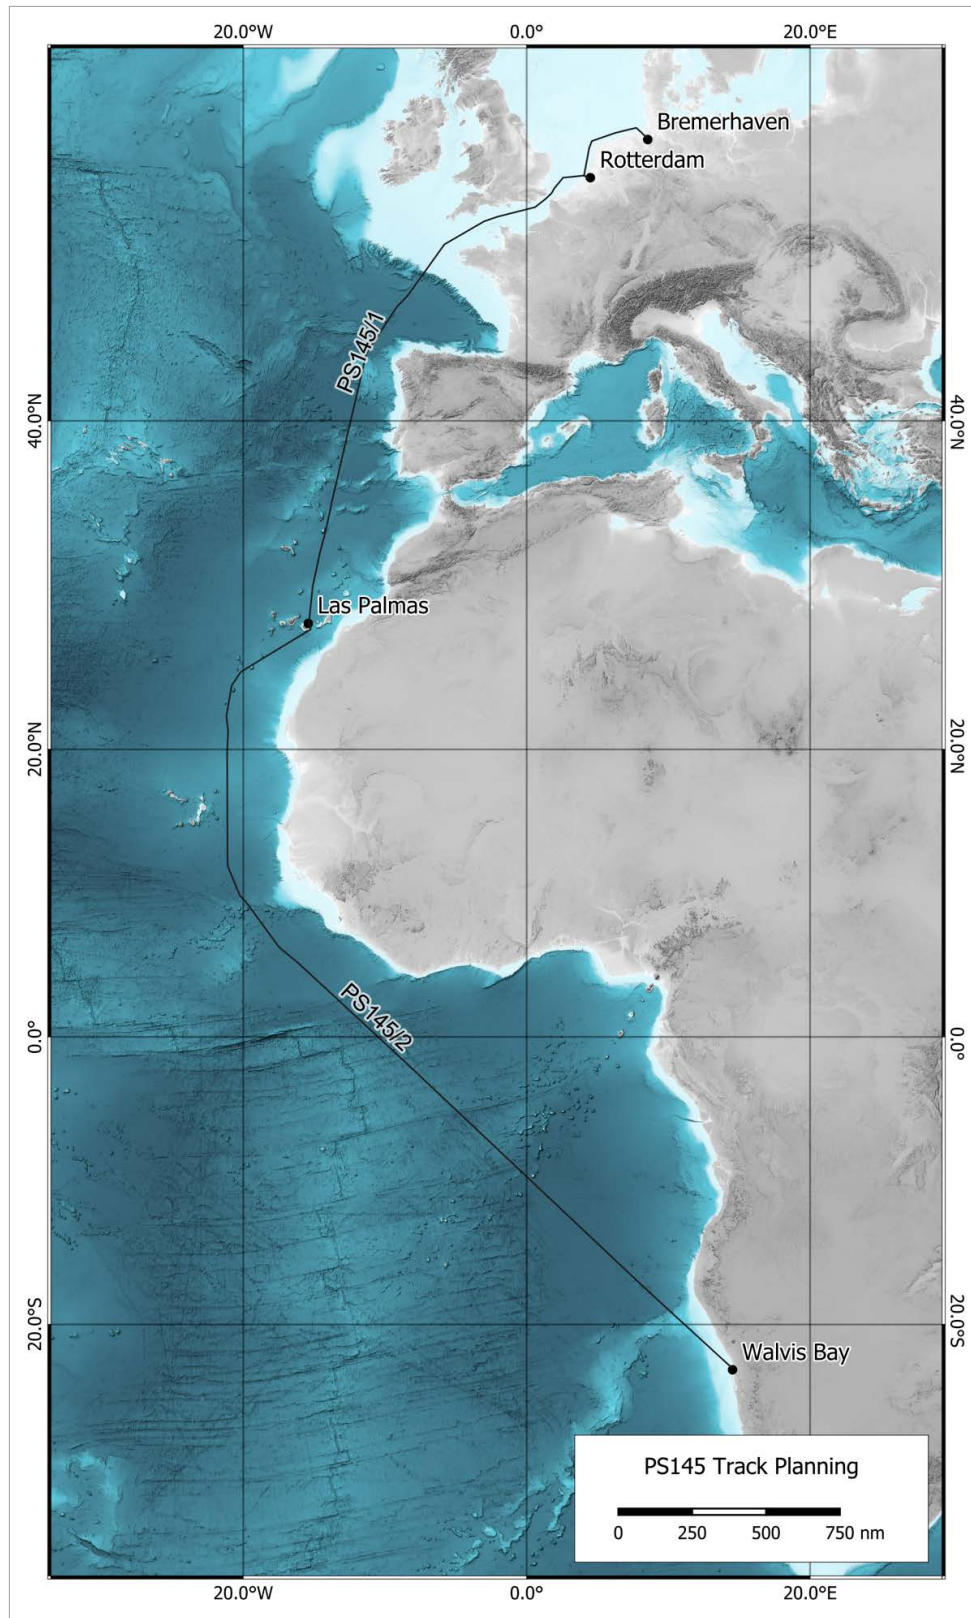 20.0°W 0.0° 20.0°E
Bremerhaven
Rotterdam
PS145/1
40.0°N 40.0°N
Las Palmas
20.0°N 20.0°N
PS145/2
0.0° 0.0°
20.0°S 20.0°S
Walvis Bay
PS145 Track Planning
0 250 500 750 nm
20.0°W 0.0° 20.0°E